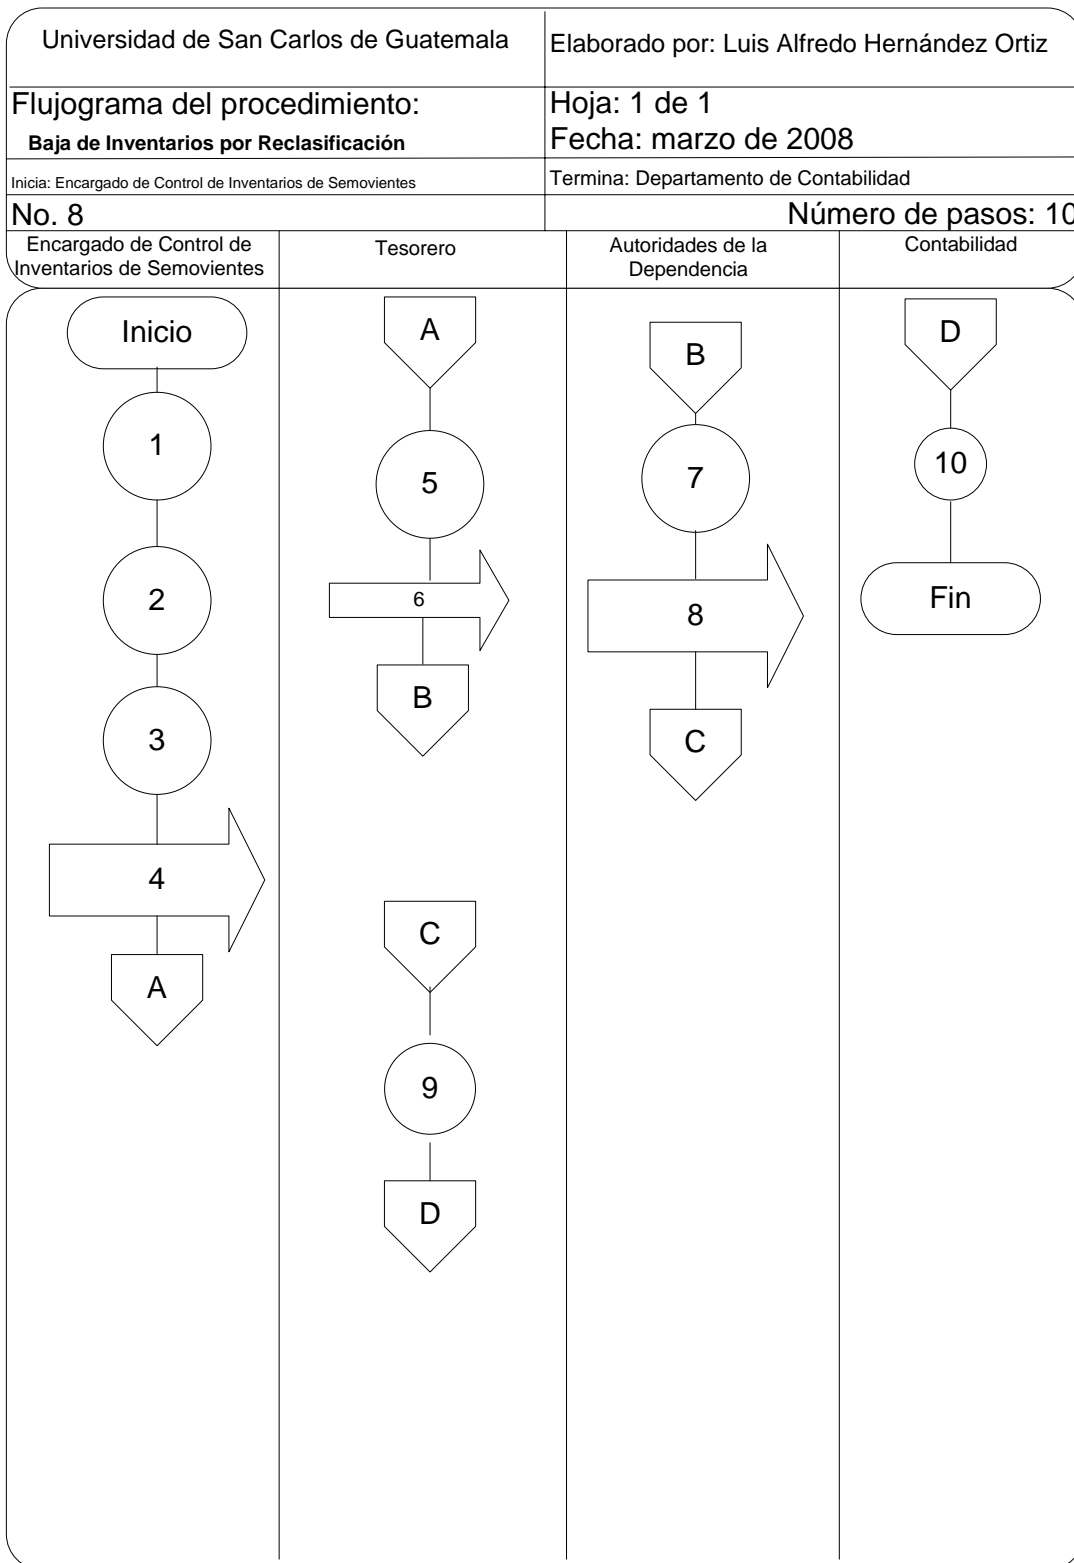 Universidad de San Carlos de Guatemala
Elaborado por: Luis Alfredo Hernández Ortiz
Flujograma del procedimiento:
Baja de Inventarios por Reclasificación
Hoja: 1 de 1
Fecha: marzo de 2008
Inicia: Encargado de Control de Inventarios de Semovientes
Termina: Departamento de Contabilidad
No. 8
Número de pasos: 10
Encargado de Control de
Inventarios de Semovientes
Tesorero
Autoridades de la
Dependencia
Contabilidad
Inicio
1
2
3
4
A
A
5
6
B
C
9
D
B
7
8
C
D
10
Fin